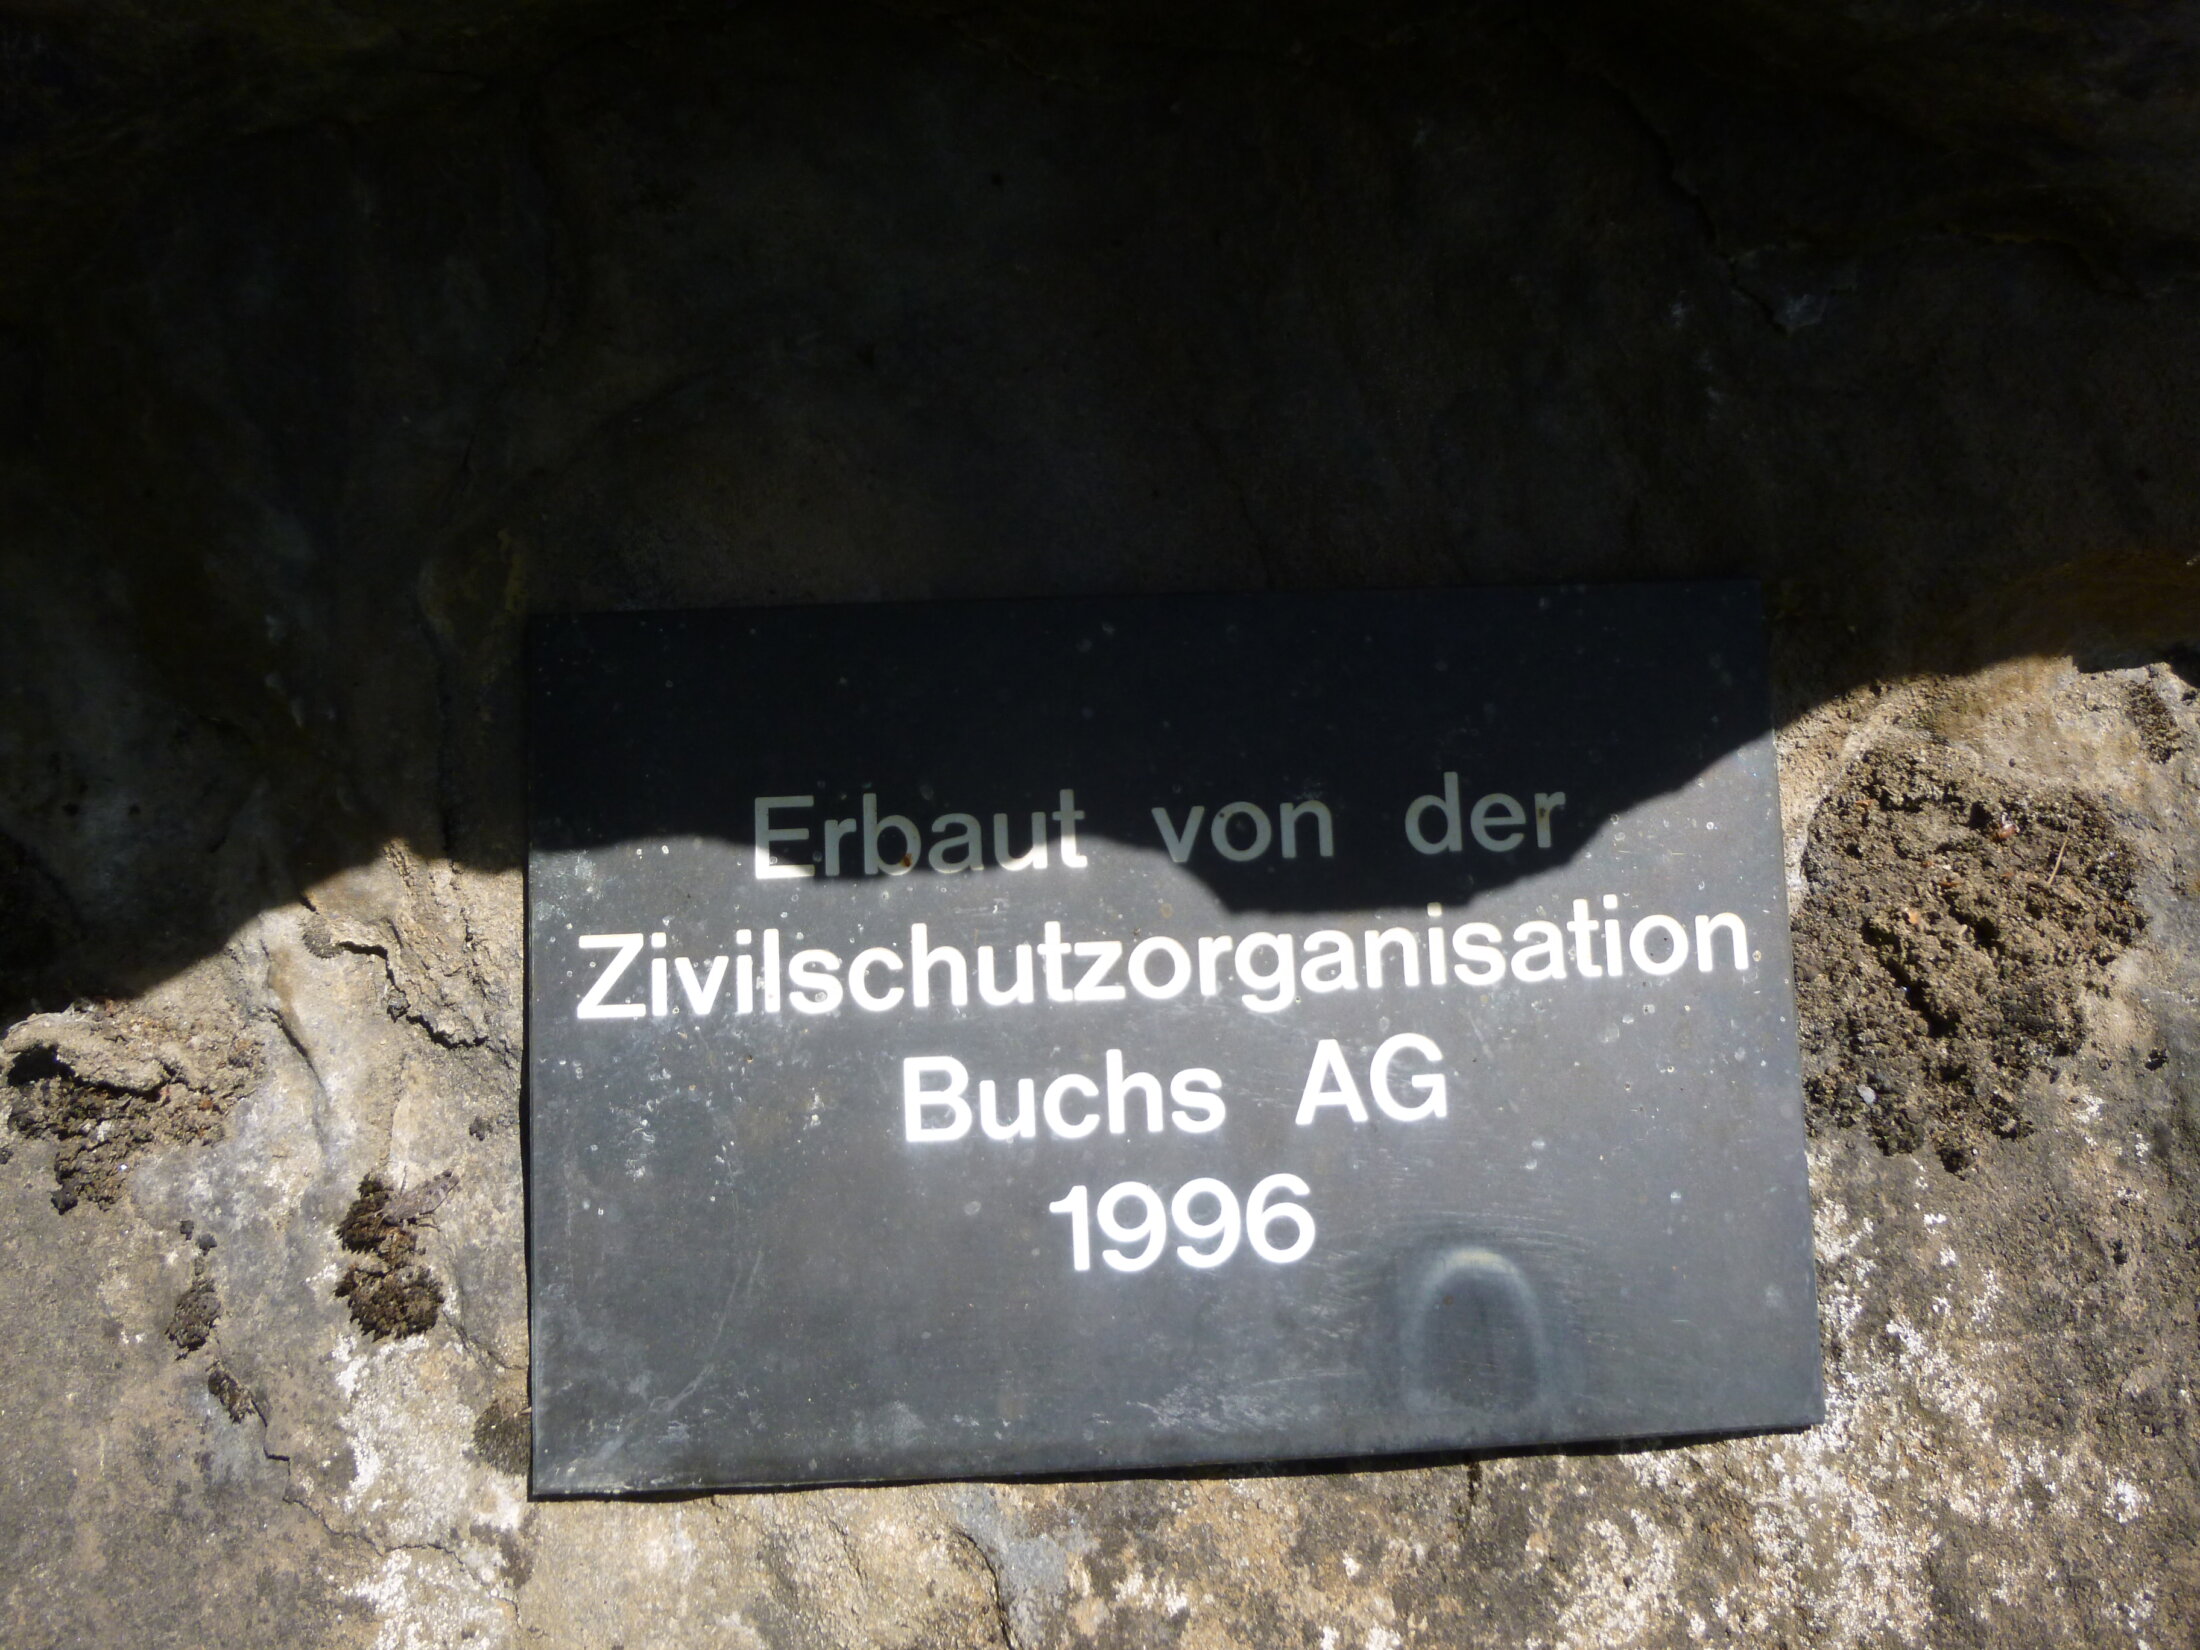 Erbaut von der
Zivilschutzorganisation
Buchs AG
1996